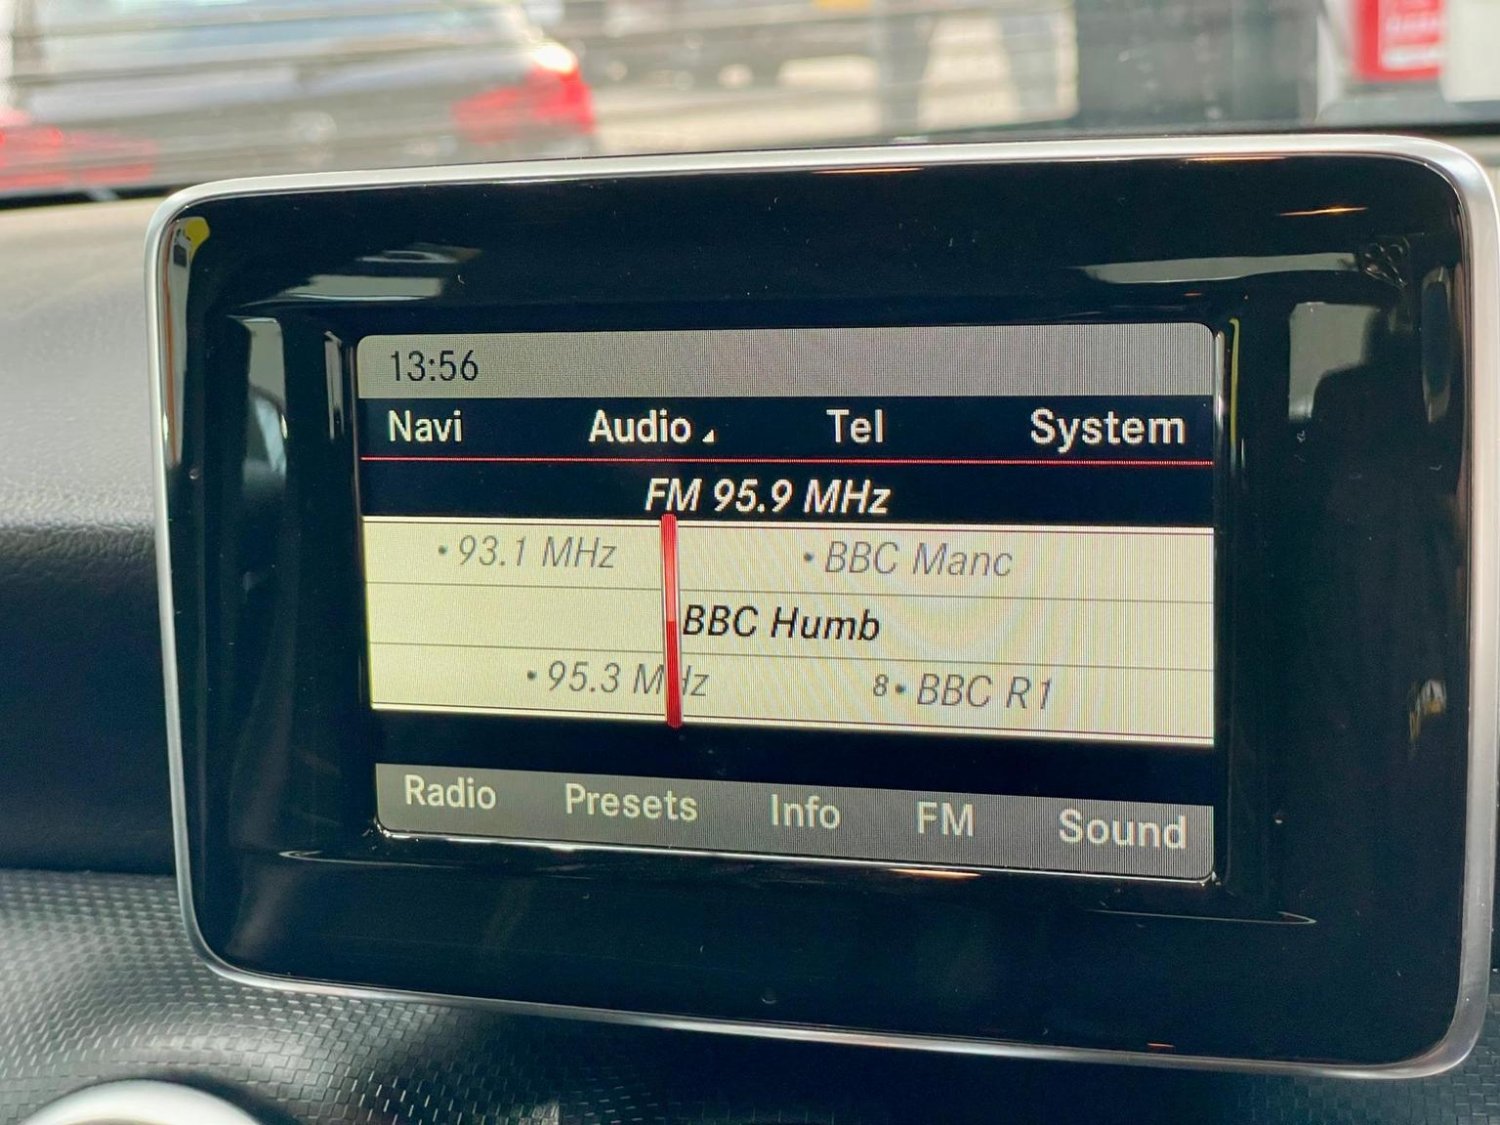 13:56
Navi Audio Tel System
FM 95.9 MHz
• 93.1 MHz • BBC Manc
BBC Humb
• 95.3 MHz 8• BBC R1
Radio Presets Info FM Sound